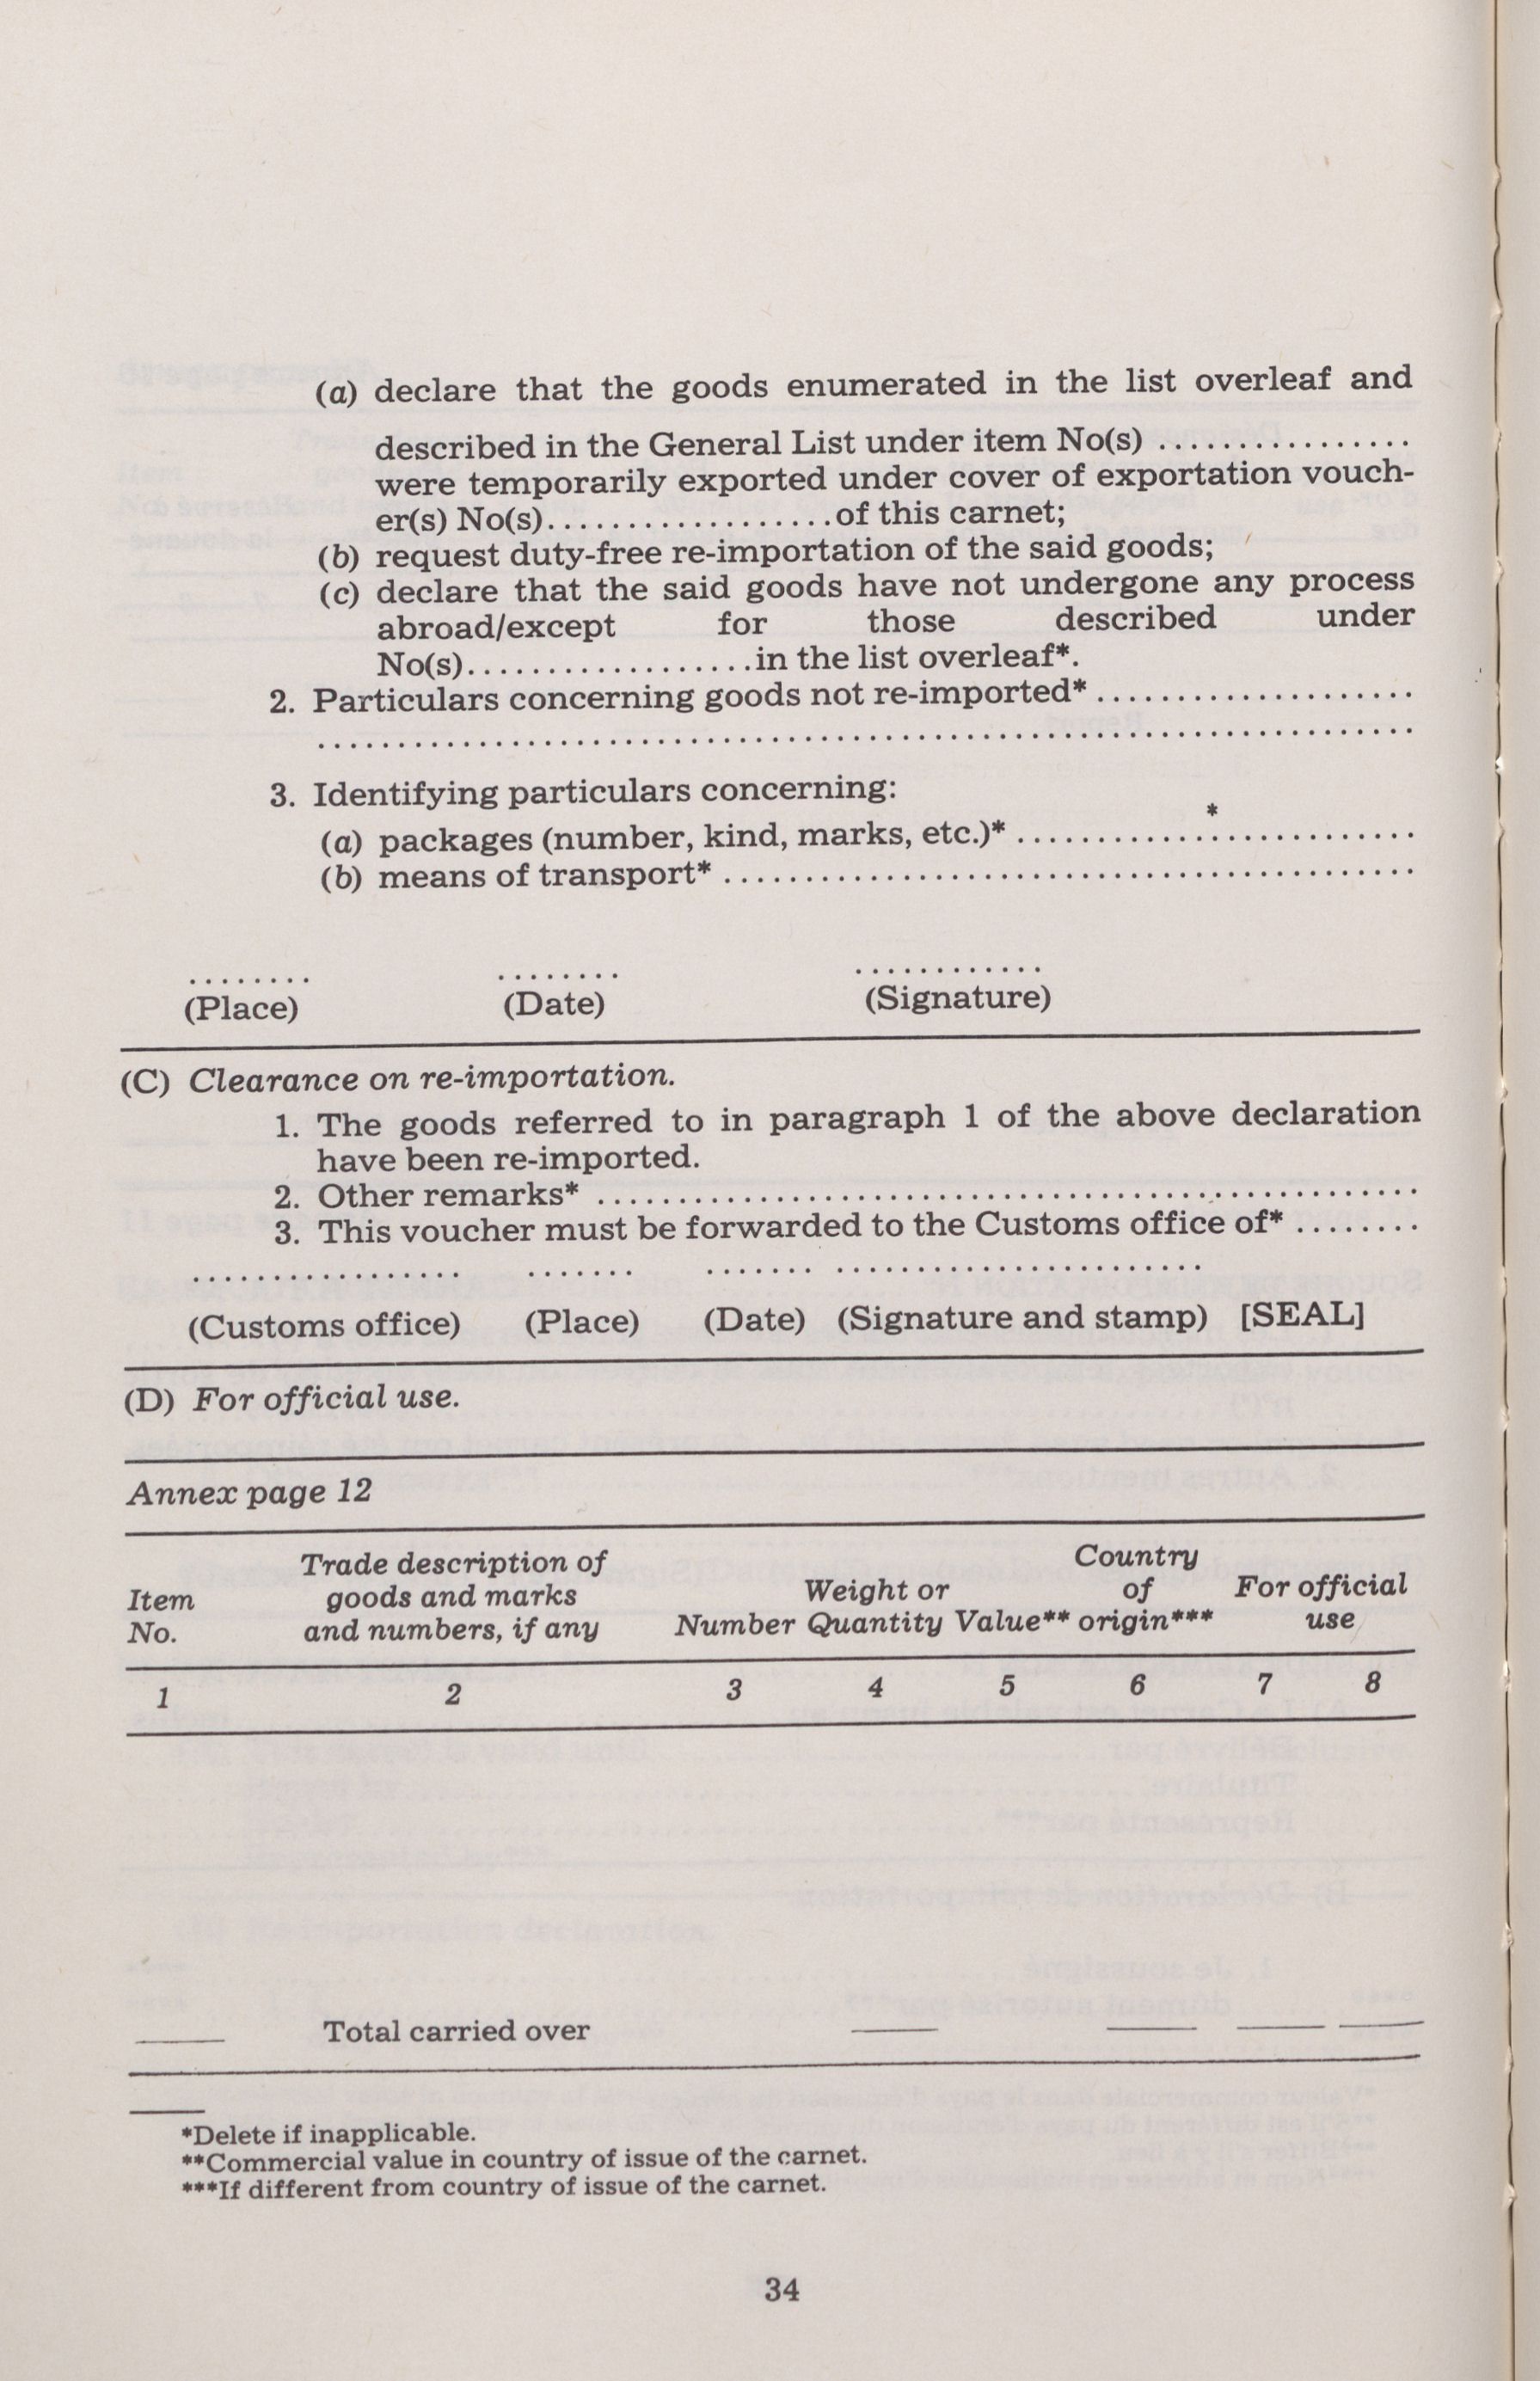 (a) declare that the goods enumerated in the list overleaf and
described in the General List under item No(s) ................
were temporarily exported under cover of exportation vouch-
er(s) No(s)..................of this carnet;
(b) request duty-free re-importation of the said goods;
(c) declare that the said goods have not undergone any process
abroad/except for those described under
No(s)..................in the list overleaf*.
2. Particulars concerning goods not re-imported* ....................
....................................................................
3. Identifying particulars concerning:
*
(a) packages (number, kind, marks, etc.)* .........................
(b) means of transport* ...........................................
........ ........ ............
(Place) (Date) (Signature)
(C) Clearance on re-importation.
1. The goods referred to in paragraph 1 of the above declaration
have been re-imported.
2. Other remarks* ...................................................
3. This voucher must be forwarded to the Customs office of* ........
................. ....... ....... .......................
(Customs office) (Place) (Date) (Signature and stamp) [SEAL]
(D) For official use.
Annex page 12
Trade description of Country
Item goods and marks Weight or of For official
No. and numbers, if any Number Quantity Value** origin*** use
1 2 3 4 5 6 7 8
Total carried over
*Delete if inapplicable.
**Commercial value in country of issue of the carnet.
***If different from country of issue of the carnet.
34